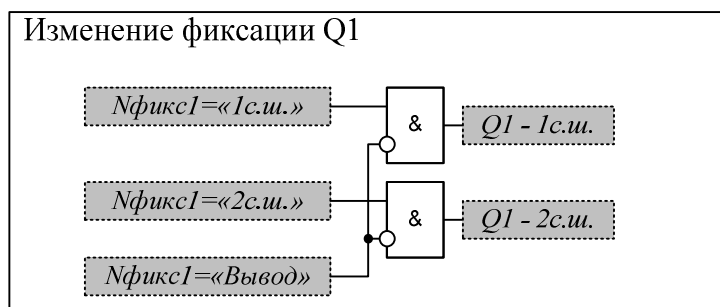 Изменение фиксации Q1
Nфикс1=«1с.ш.»
&
Q1 - 1с.ш.
Nфикс1=«2с.ш.»
&
Q1 - 2с.ш.
Nфикс1=«Вывод»